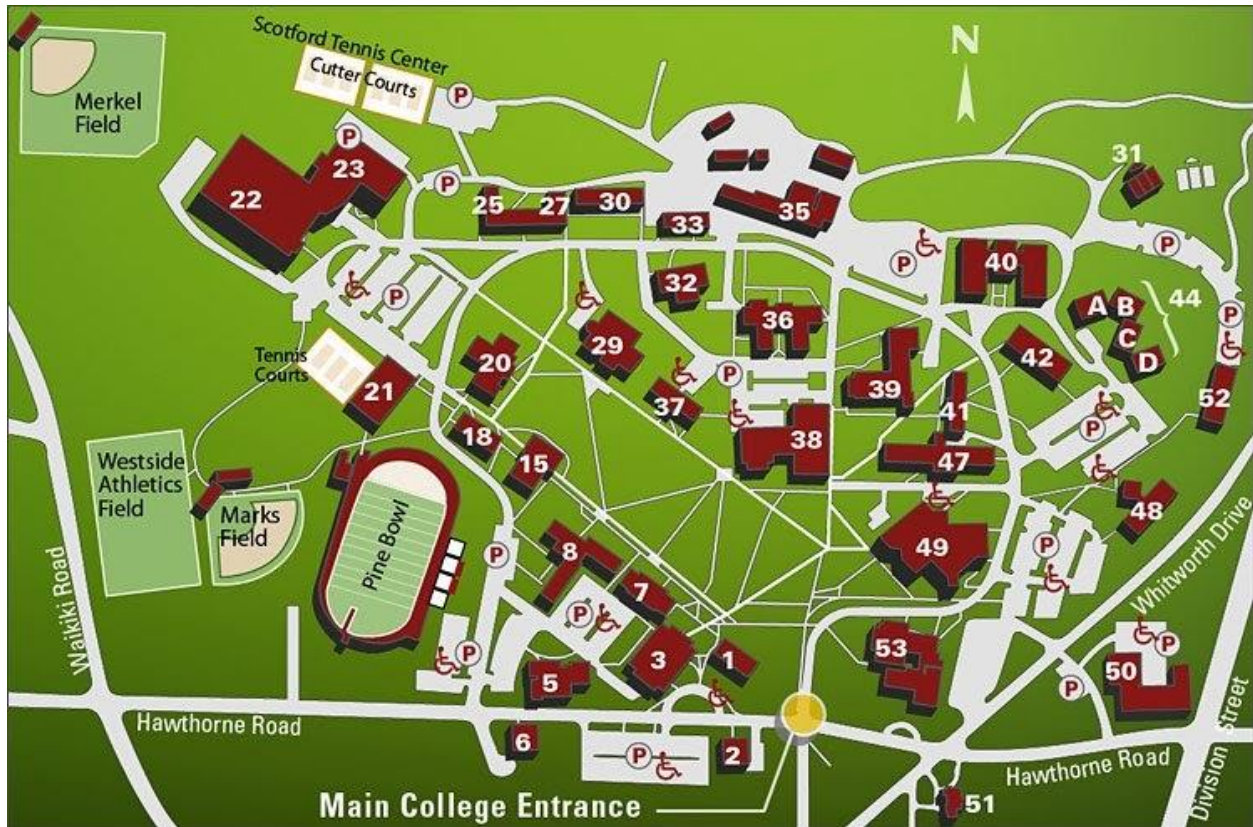 Scotford Tennis Center
Cutter Courts
N
Merkel
Field
P
P
P
31
23
22
25
27
30
35
33
P
P
40
32
P
A
B
44
C
D
36
P
20
29
42
Tennis
Courts
21
37
P
39
41
52
18
38
P
15
47
Westside
Athletics
Field
Marks
Field
Pine Bowl
48
8
P
49
P
Waikiki Road
7
P
Whitworth Drive
3
1
53
P
P
5
50
P
Hawthorne Road
6
P
2
Hawthorne Road
Division Street
Main College Entrance
51